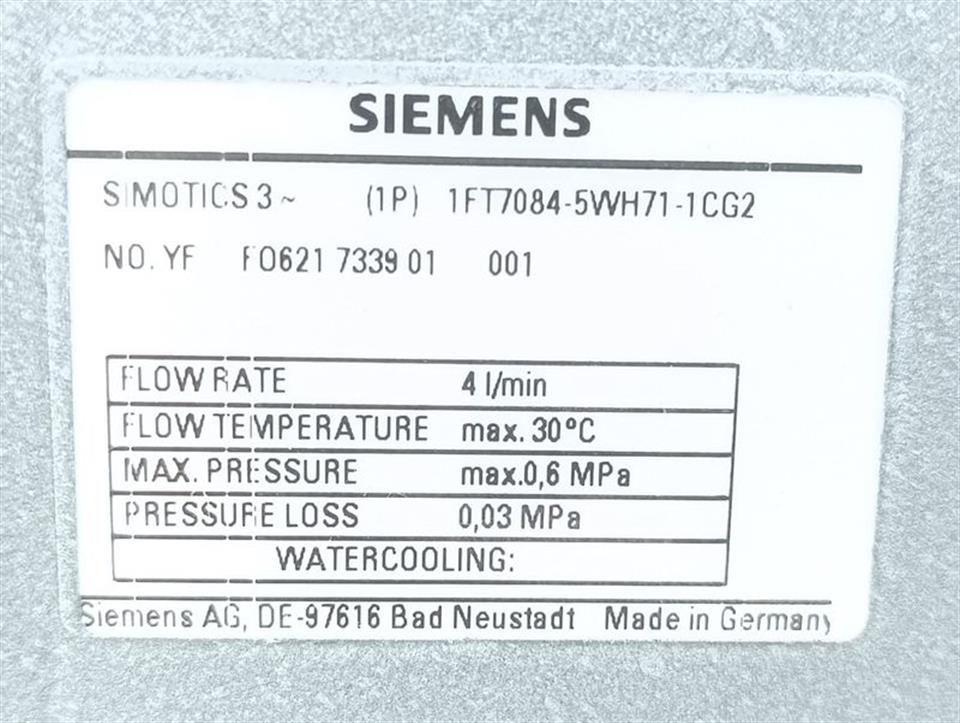 SIEMENS
SIMOTICS 3 ~ (1P) 1FT7084-5WH71-1CG2
NO. YF F0621 7339 01 001
FLOW RATE 4 l/min
FLOW TEMPERATURE max. 30°C
MAX. PRESSURE max.0,6 MPa
PRESSURE LOSS 0,03 MPa
WATERCOOLING:
Siemens AG, DE-97616 Bad Neustadt Made in Germany